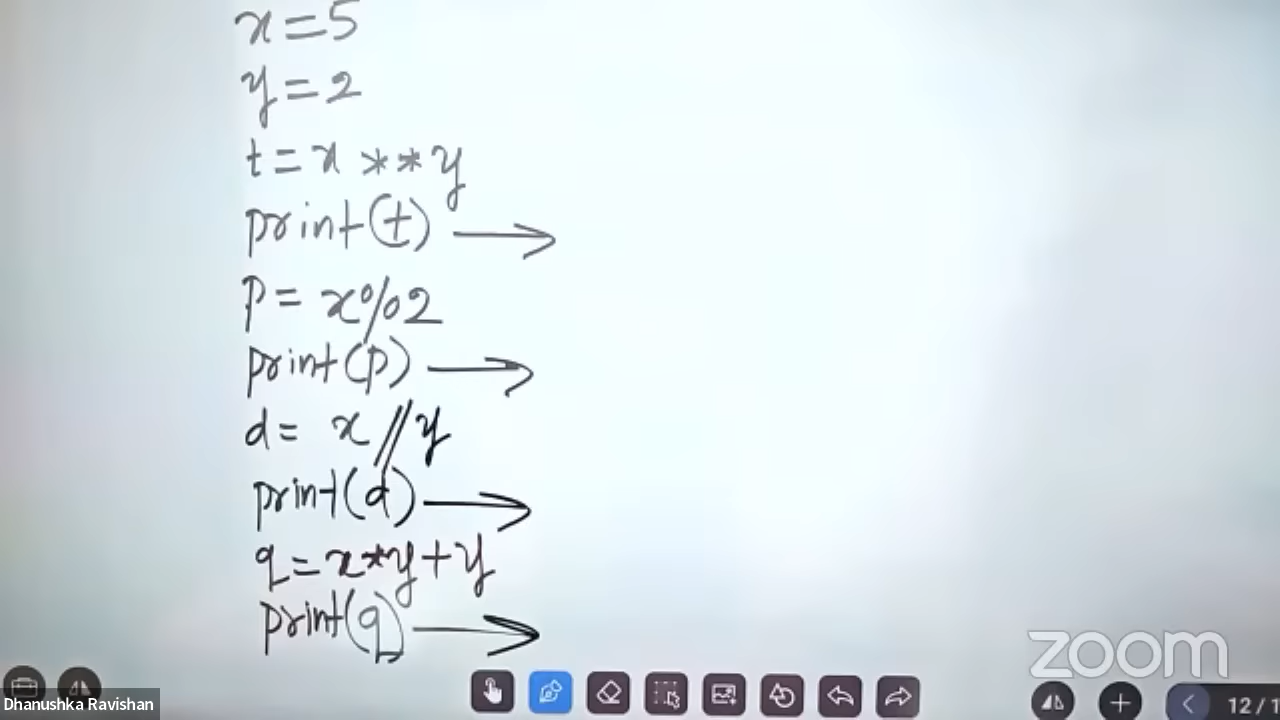 x=5
y=2
t=x**y
print(t) →
p=x%2
print(p) →
d= x//y
print(d) →
q=x*y+y
print(q) →
zoom
Dhanushka Ravishan
12/1